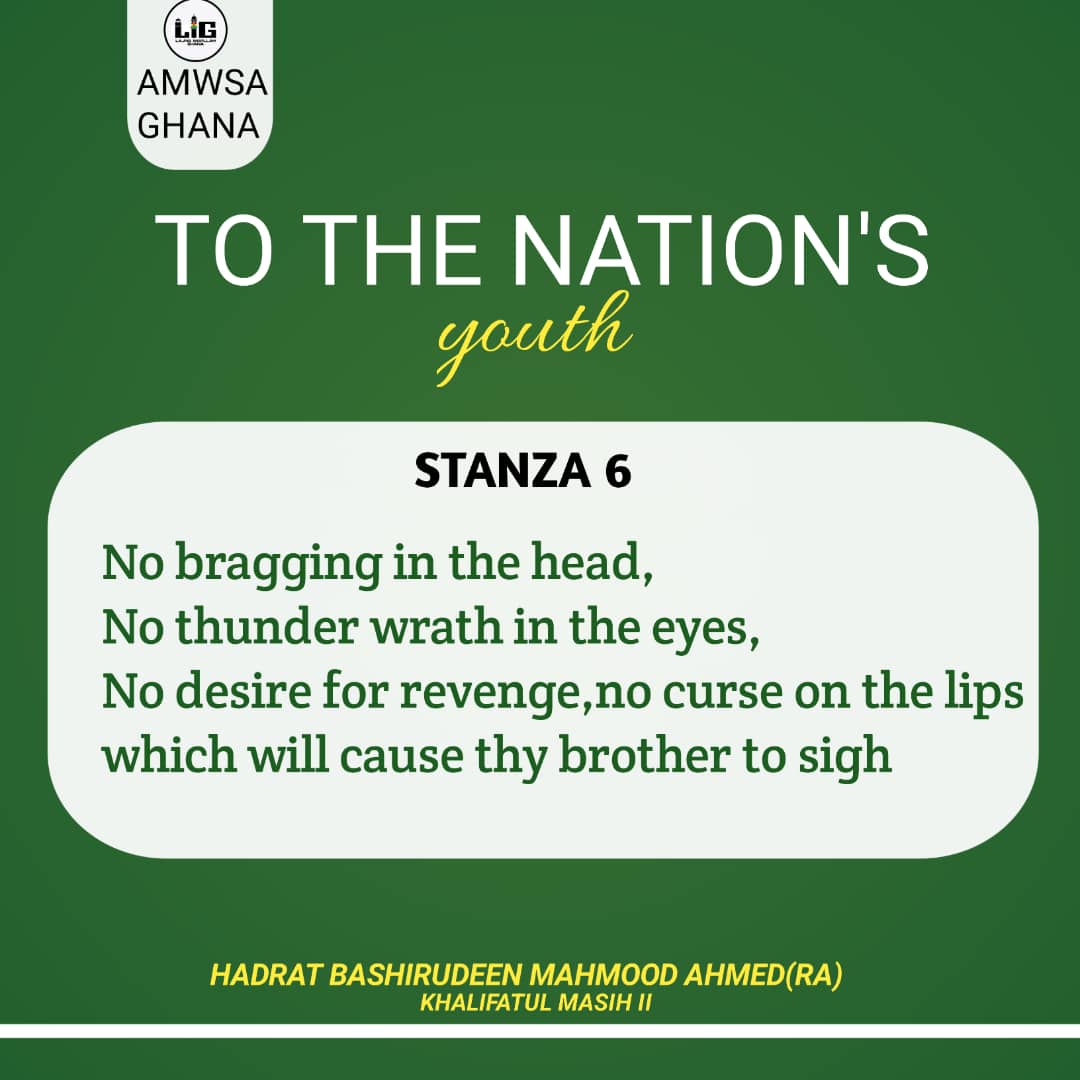 LIG
AMWSA
GHANA
TO THE NATION'S
youth
STANZA 6
No bragging in the head,
No thunder wrath in the eyes,
No desire for revenge,no curse on the lips
which will cause thy brother to sigh
HADRAT BASHIRUDEEN MAHMOOD AHMED(RA)
KHALIFATUL MASIH II